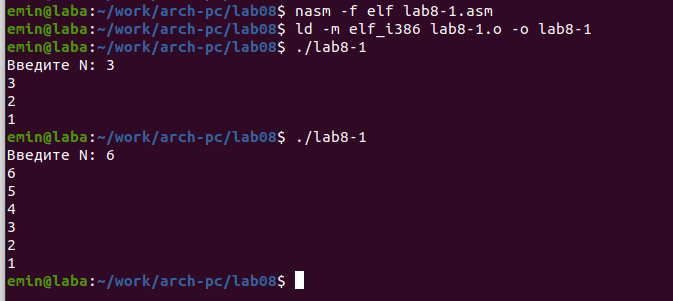 emin@laba:~/work/arch-pc/lab08$ nasm -f elf lab8-1.asm
emin@laba:~/work/arch-pc/lab08$ ld -m elf_i386 lab8-1.o -o lab8-1
emin@laba:~/work/arch-pc/lab08$ ./lab8-1
Введите N: 3
3
2
1
emin@laba:~/work/arch-pc/lab08$ ./lab8-1
Введите N: 6
6
5
4
3
2
1
emin@laba:~/work/arch-pc/lab08$